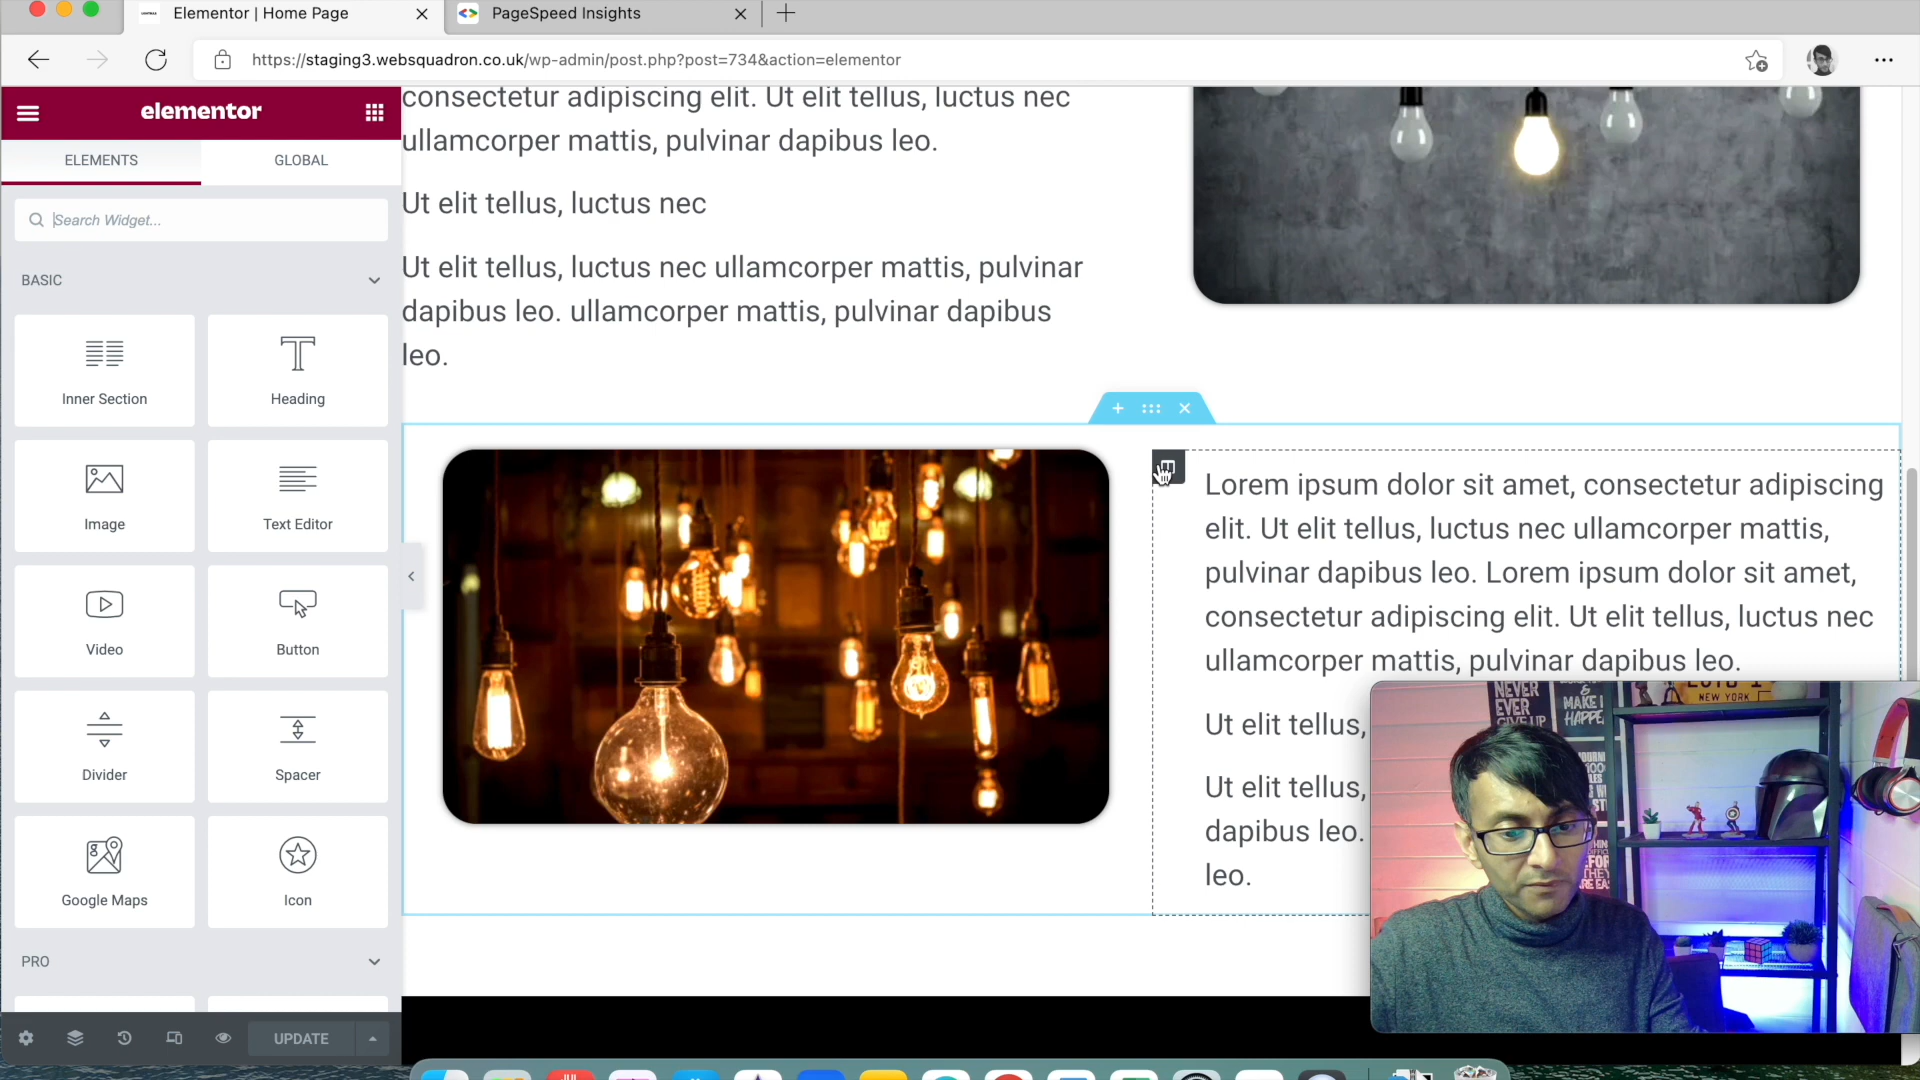 Elementor | Home Page
PageSpeed Insights
https://staging3.websquadron.co.uk/wp-admin/post.php?post=734&action=elementor
elementor
ELEMENTS
GLOBAL
Search Widget...
BASIC
Inner Section
Heading
Image
Text Editor
Video
Button
Divider
Spacer
Google Maps
Icon
PRO
UPDATE
consectetur adipiscing elit. Ut elit tellus, luctus nec
ullamcorper mattis, pulvinar dapibus leo.
Ut elit tellus, luctus nec
Ut elit tellus, luctus nec ullamcorper mattis, pulvinar
dapibus leo. ullamcorper mattis, pulvinar dapibus
leo.
Lorem ipsum dolor sit amet, consectetur adipiscing
elit. Ut elit tellus, luctus nec ullamcorper mattis,
pulvinar dapibus leo. Lorem ipsum dolor sit amet,
consectetur adipiscing elit. Ut elit tellus, luctus nec
ullamcorper mattis, pulvinar dapibus leo.
Ut elit tellus,
Ut elit tellus,
dapibus leo.
leo.
NEVER
EVER
GIVE UP
&
MAKE
HAPPE
NEW YORK